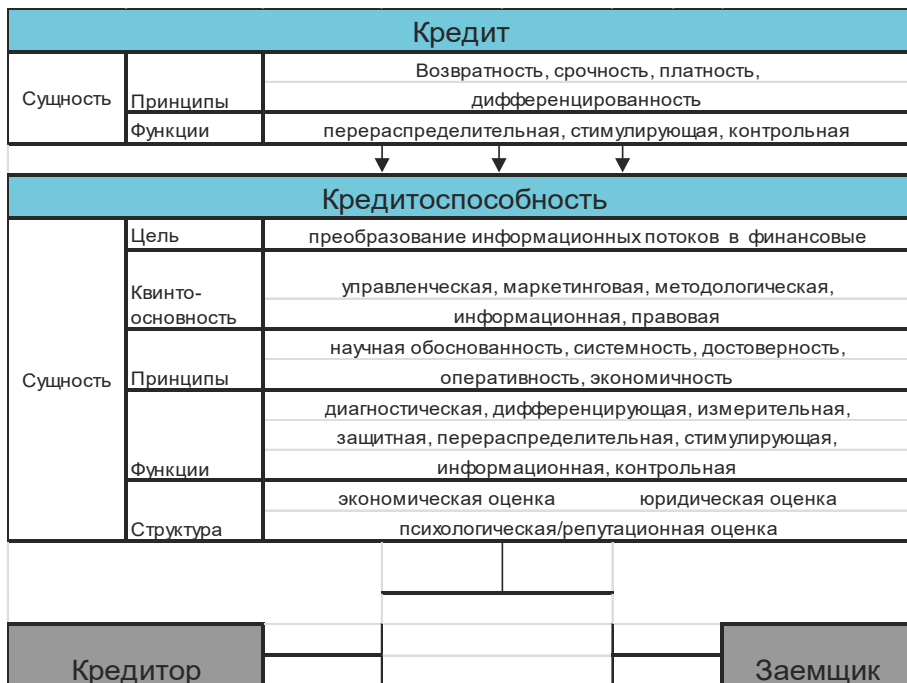 Кредит
Сущность
Принципы
Возвратность, срочность, платность,
дифференцированность
Функции
перераспределительная, стимулирующая, контрольная
Кредитоспособность
Сущность
Цель
преобразование информационных потоков в финансовые
Квинто-
основность
управленческая, маркетинговая, методологическая,
информационная, правовая
Принципы
научная обоснованность, системность, достоверность,
оперативность, экономичность
Функции
диагностическая, дифференцирующая, измерительная,
защитная, перераспределительная, стимулирующая,
информационная, контрольная
Структура
экономическая оценка юридическая оценка
психологическая/репутационная оценка
Кредитор
Заемщик